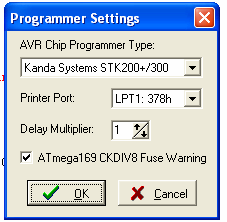 Programmer Settings
AVR Chip Programmer Type:
Kanda Systems STK200+/300
Printer Port: LPT1: 378h
Delay Multiplier: 1
ATmega169 CKDIV8 Fuse Warning
OK Cancel